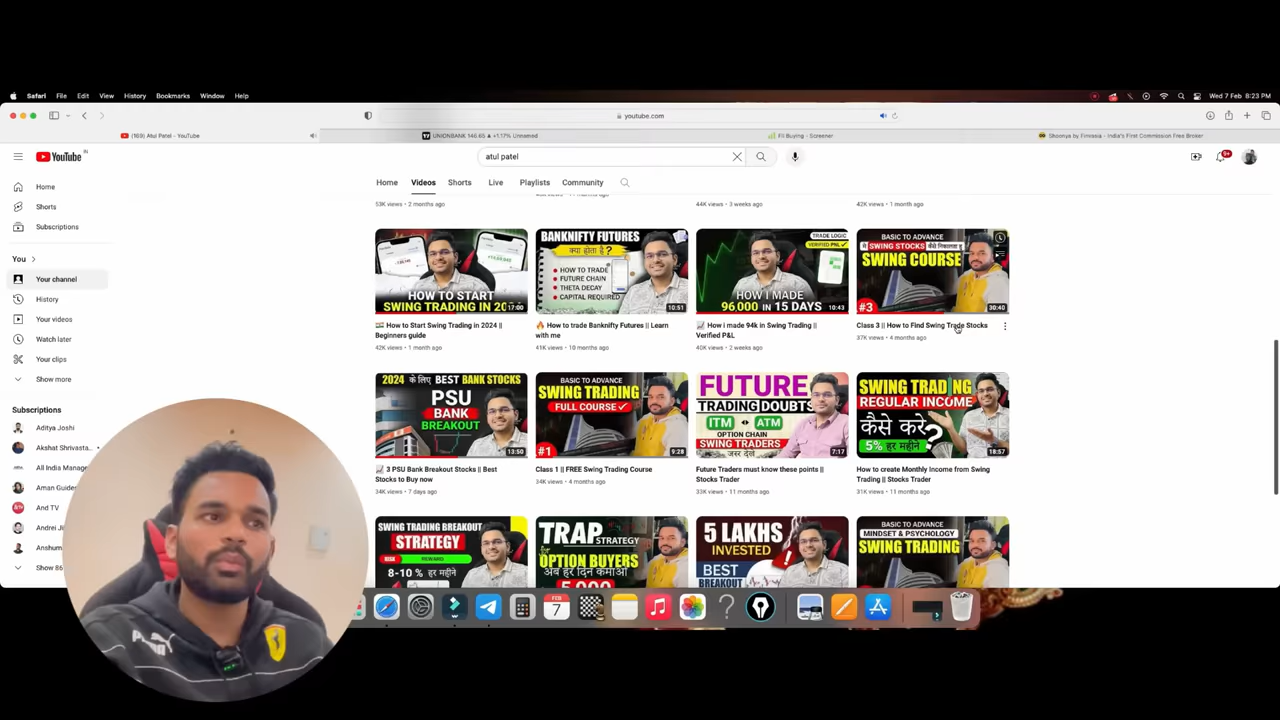 Safari File Edit View History Bookmarks Window Help
Wed 7 Feb 8:23 PM
youtube.com
(169) Atul Patel - YouTube
UNIONBANK 146.65 ▲ +1.17% Unnamed
FII Buying - Screener
Shoonya by Finvasia - India's First Commission Free Broker
YouTube IN
atul patel
9+
Home Videos Shorts Live Playlists Community
Home
Shorts
Subscriptions
You
Your channel
History
Your videos
Watch later
Your clips
Show more
Subscriptions
Aditya Joshi
Akshat Shrivasta..
All India Manage
Aman Gude
And TV
Andrei Ji
Anshum
Show 86
53K views • 2 months ago
44K views • 3 weeks ago
42K views • 1 month ago
HOW TO START
SWING TRADING IN 20
17:00
How to Start Swing Trading in 2024 ||
Beginners guide
42K views • 1 month ago
BANKNIFTY FUTURES
क्या होता है ?
HOW TO TRADE
FUTURE CHAIN
THETA DECAY
CAPITAL REQUIRED
10:51
How to trade Banknifty Futures || Learn
with me
41K views • 10 months ago
TRADE LOGIC
VERIFIED PNL
HOW I MADE
96,000 IN 15 DAYS
10:43
How i made 94k in Swing Trading ||
Verified P&L
40K views • 2 weeks ago
BASIC TO ADVANCE
SWING STOCKS
SWING COURSE
#3
30:40
Class 3 || How to Find Swing Trade Stocks
37K views • 4 months ago
2024 के लिए BEST BANK STOCKS
PSU
BANK
BREAKOUT
13:50
3 PSU Bank Breakout Stocks || Best
Stocks to Buy now
34K views • 7 days ago
BASIC TO ADVANCE
SWING TRADING
FULL COURSE
#1
9:28
Class 1 || FREE Swing Trading Course
34K views • 4 months ago
FUTURE
TRADING DOUBTS
ITM ATM
OPTION CHAIN
SWING TRADERS
जरूर देखें
7:17
Future Traders must know these points ||
Stocks Trader
33K views • 11 months ago
SWING TRADING
REGULAR INCOME
कैसे करे ?
5% हर महीने
18:57
How to create Monthly Income from Swing
Trading || Stocks Trader
31K views • 11 months ago
SWING TRADING BREAKOUT
STRATEGY
RISK REWARD
8-10 % हर महीने
TRAP STRATEGY
for
OPTION BUYERS
अब हर दिन कमाओ
5,000
5 LAKHS
INVESTED
BEST
BREAKOUT
BASIC TO ADVANCE
MINDSET & PSYCHOLOGY
SWING TRADING
FEB
7
PUMA